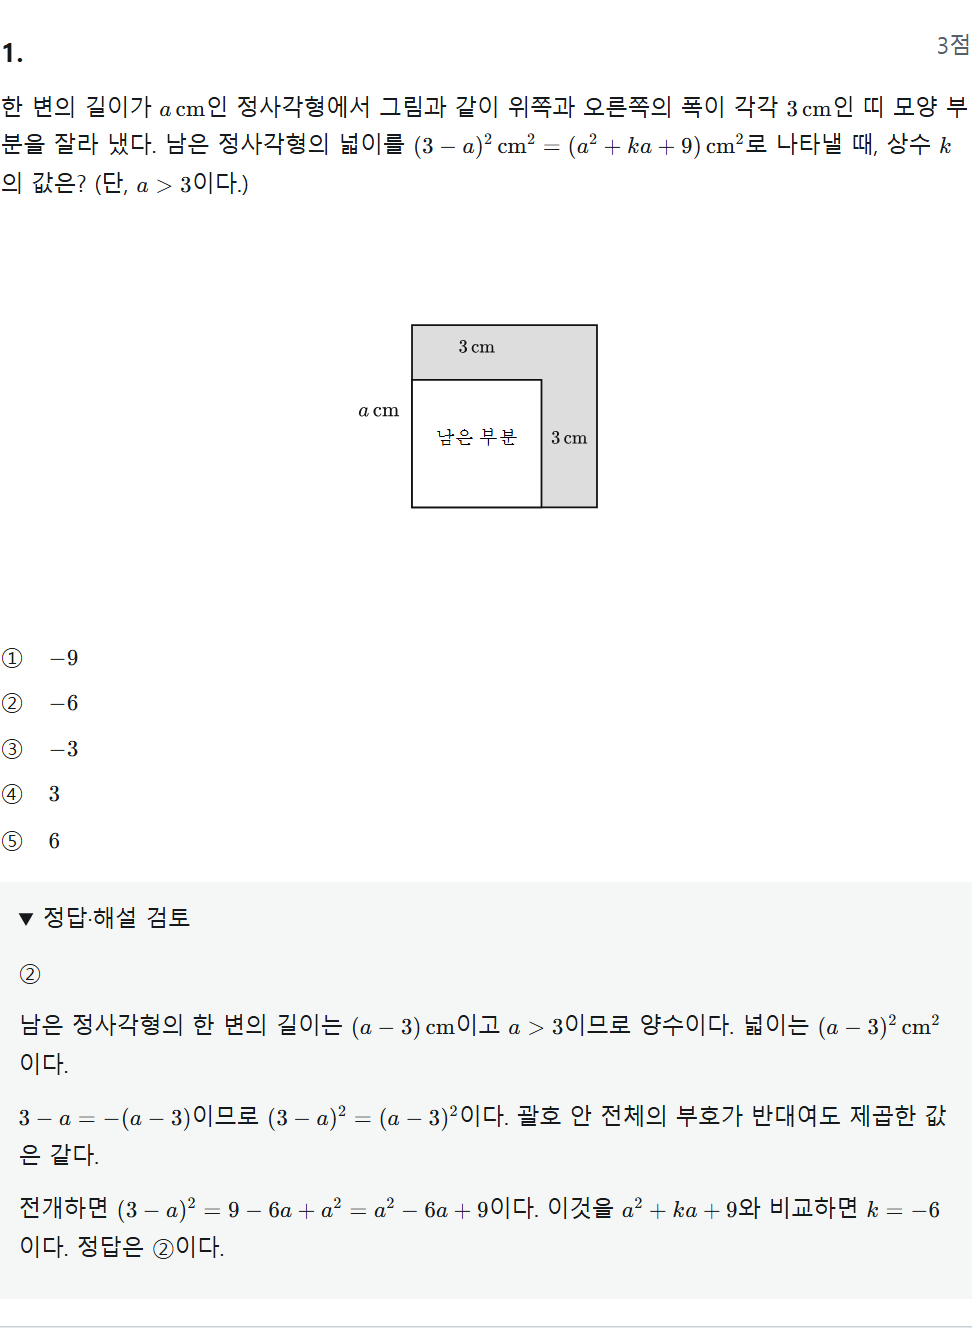 1.
3점
한 변의 길이가 a cm인 정사각형에서 그림과 같이 위쪽과 오른쪽의 폭이 각각 3 cm인 띠 모양 부
분을 잘라 냈다. 남은 정사각형의 넓이를 (3 − a)² cm² = (a² + ka + 9) cm²로 나타낼 때, 상수 k
의 값은? (단, a > 3이다.)
3 cm
a cm
남은 부분
3 cm
① −9
② −6
③ −3
④ 3
⑤ 6
▼ 정답·해설 검토
②
남은 정사각형의 한 변의 길이는 (a − 3) cm이고 a > 3이므로 양수이다. 넓이는 (a − 3)² cm²
이다.
3 − a = −(a − 3)이므로 (3 − a)² = (a − 3)²이다. 괄호 안 전체의 부호가 반대여도 제곱한 값
은 같다.
전개하면 (3 − a)² = 9 − 6a + a² = a² − 6a + 9이다. 이것을 a² + ka + 9와 비교하면 k = −6
이다. 정답은 ②이다.